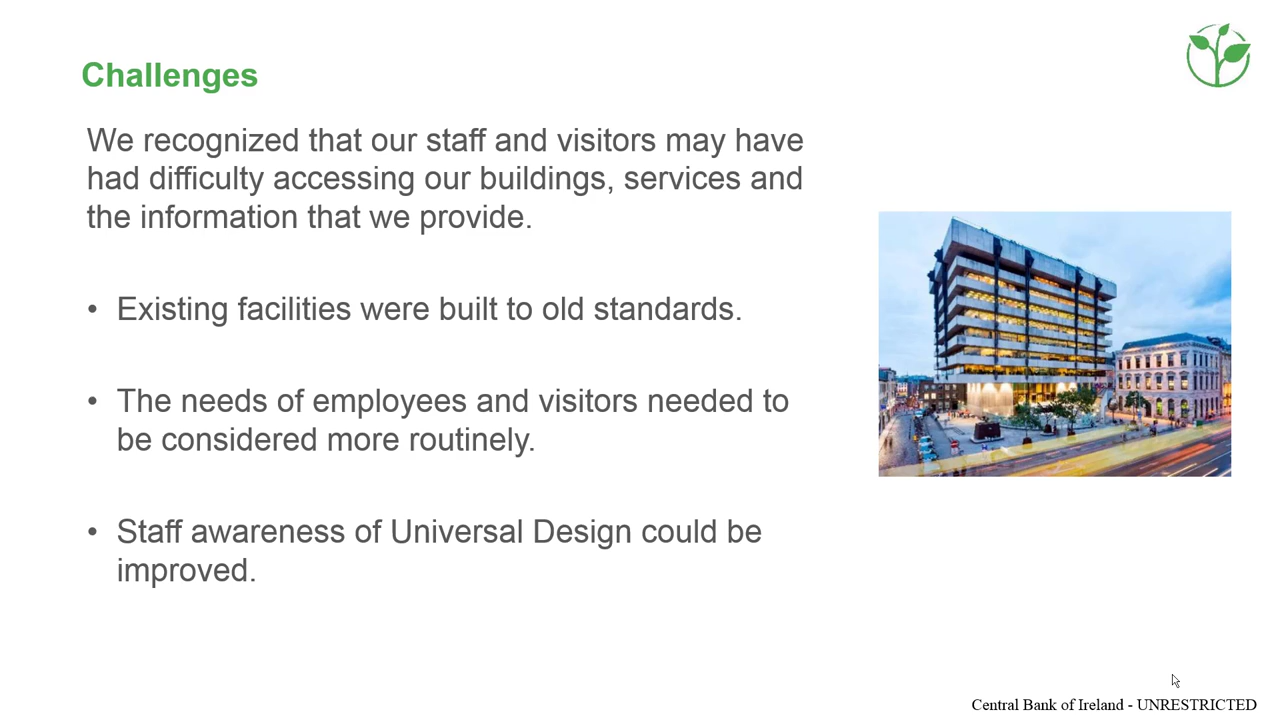 Challenges
We recognized that our staff and visitors may have
had difficulty accessing our buildings, services and
the information that we provide.
• Existing facilities were built to old standards.
• The needs of employees and visitors needed to
be considered more routinely.
• Staff awareness of Universal Design could be
improved.
Central Bank of Ireland - UNRESTRICTED